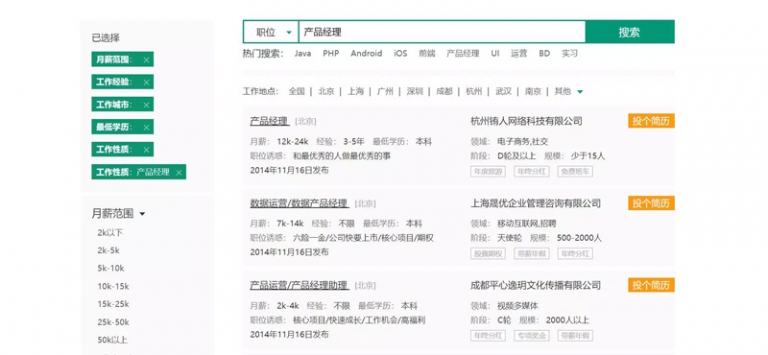 已选择
月薪范围： ×
工作经验： ×
工作城市： ×
最低学历： ×
工作性质： ×
工作性质：产品经理 ×
月薪范围
2k以下
2k-5k
5k-10k
10k-15k
15k-25k
25k-50k
50k以上
职位 产品经理 搜索
热门搜索： Java PHP Android iOS 前端 产品经理 UI 运营 BD 实习
工作地点： 全国 | 北京 | 上海 | 广州 | 深圳 | 成都 | 杭州 | 武汉 | 南京 | 其他
产品经理 [北京]
月薪： 12k-24k 经验： 3-5年 最低学历： 本科
职位诱惑： 和最优秀的人做最优秀的事
2014年11月16日发布
杭州铕人网络科技有限公司
领域： 电子商务,社交
阶段： D轮及以上 规模： 少于15人
年度旅游 年终分红 免费班车
投个简历
数据运营/数据产品经理 [北京]
月薪： 7k-14k 经验： 不限 最低学历： 本科
职位诱惑： 六险一金/公司快要上市/核心项目/期权
2014年11月16日发布
上海晟优企业管理咨询有限公司
领域： 移动互联网,招聘
阶段： 天使轮 规模： 500-2000人
股票期权 带薪年假 年终分红
投个简历
产品运营/产品经理助理 [北京]
月薪： 2k-4k 经验： 不限 最低学历： 本科
职位诱惑： 核心项目/快速成长/工作机会/高福利
2014年11月16日发布
成都平心逸玥文化传播有限公司
领域： 视频多媒体
阶段： C轮 规模： 2000人以上
年终分红 专项奖金 带薪年假
投个简历